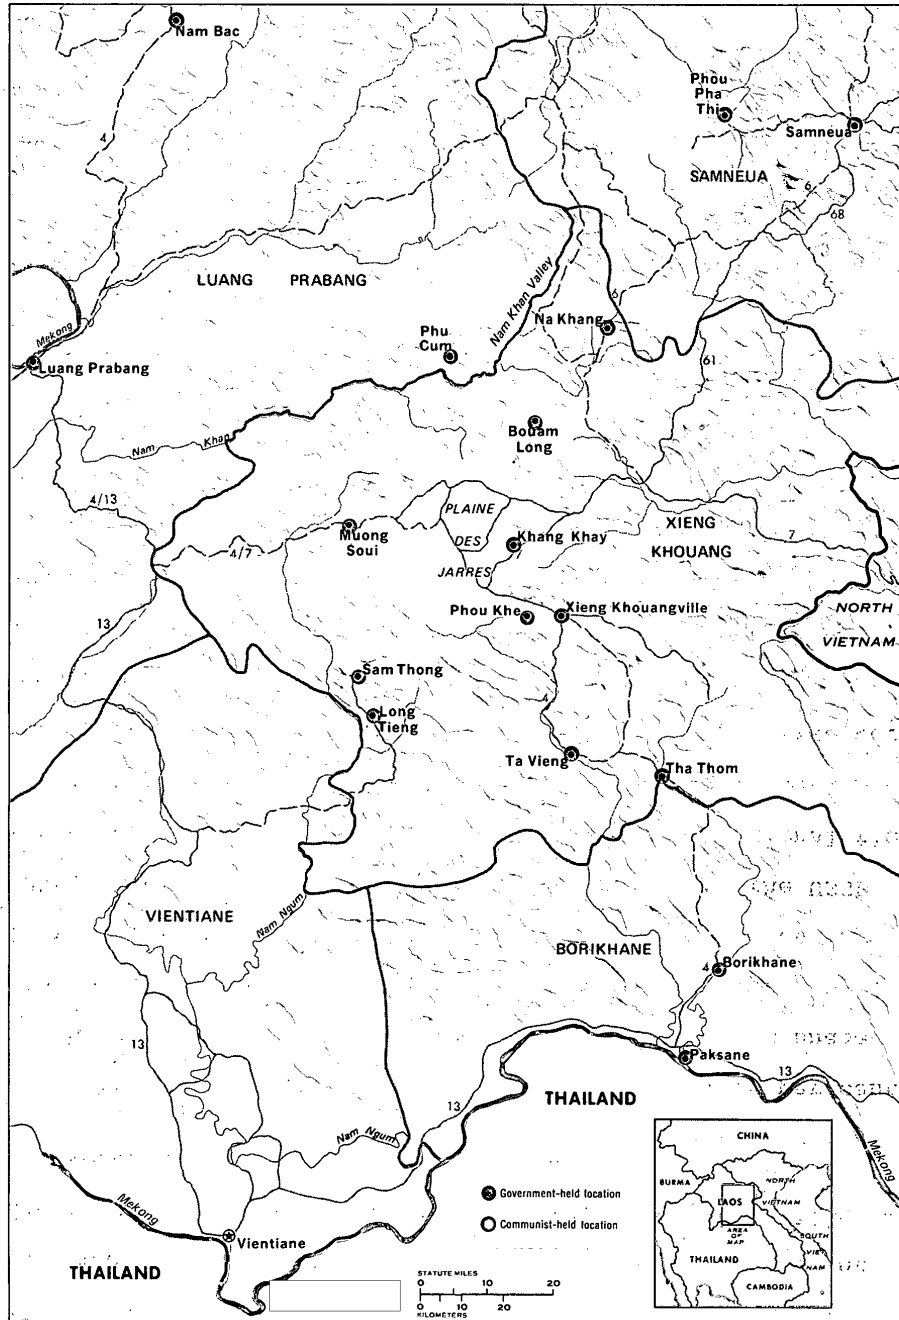 Nam Bac
Phou
Pha
Thi
Samneua
4
SAMNEUA
6
68
LUANG PRABANG
Nam Khan Valley
6
Na Khang
Mekong
Phu
Cum
Luang Prabang
61
Bouam
Long
Nam Khan
4/13
PLAINE
DES
JARRES
XIENG
KHOUANG
7
Muong
Soui
4/7
Khang Khay
Phou Khe
Xieng Khouangville
NORTH
VIETNAM
13
Sam Thong
Long
Tieng
4
Ta Vieng
Tha Thom
VIENTIANE
Nam Ngum
BORIKHANE
4
Borikhane
13
Paksane
13
THAILAND
13
Nam Ngum
Mekong
Mekong
Vientiane
THAILAND
Government-held location
Communist-held location
STATUTE MILES
0 10 20
0 20
KILOMETERS
CHINA
BURMA
NORTH
VIETNAM
LAOS
AREA
OF
MAP
SOUTH
VIET
NAM
THAILAND
CAMBODIA